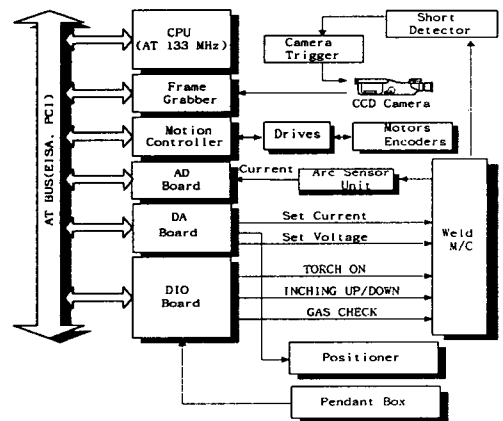 AT BUS(EISA, PCI)
CPU
(AT 133 MHz)
Frame
Grabber
Motion
Controller
AD
Board
DA
Board
DIO
Board
Short
Detector
Camera
Trigger
CCD Camera
Drives
Motors
Encoders
Current
Arc Sensor
Unit
Set Current
Set Voltage
TORCH ON
INCHING UP/DOWN
GAS CHECK
Weld
M/C
Positioner
Pendant Box